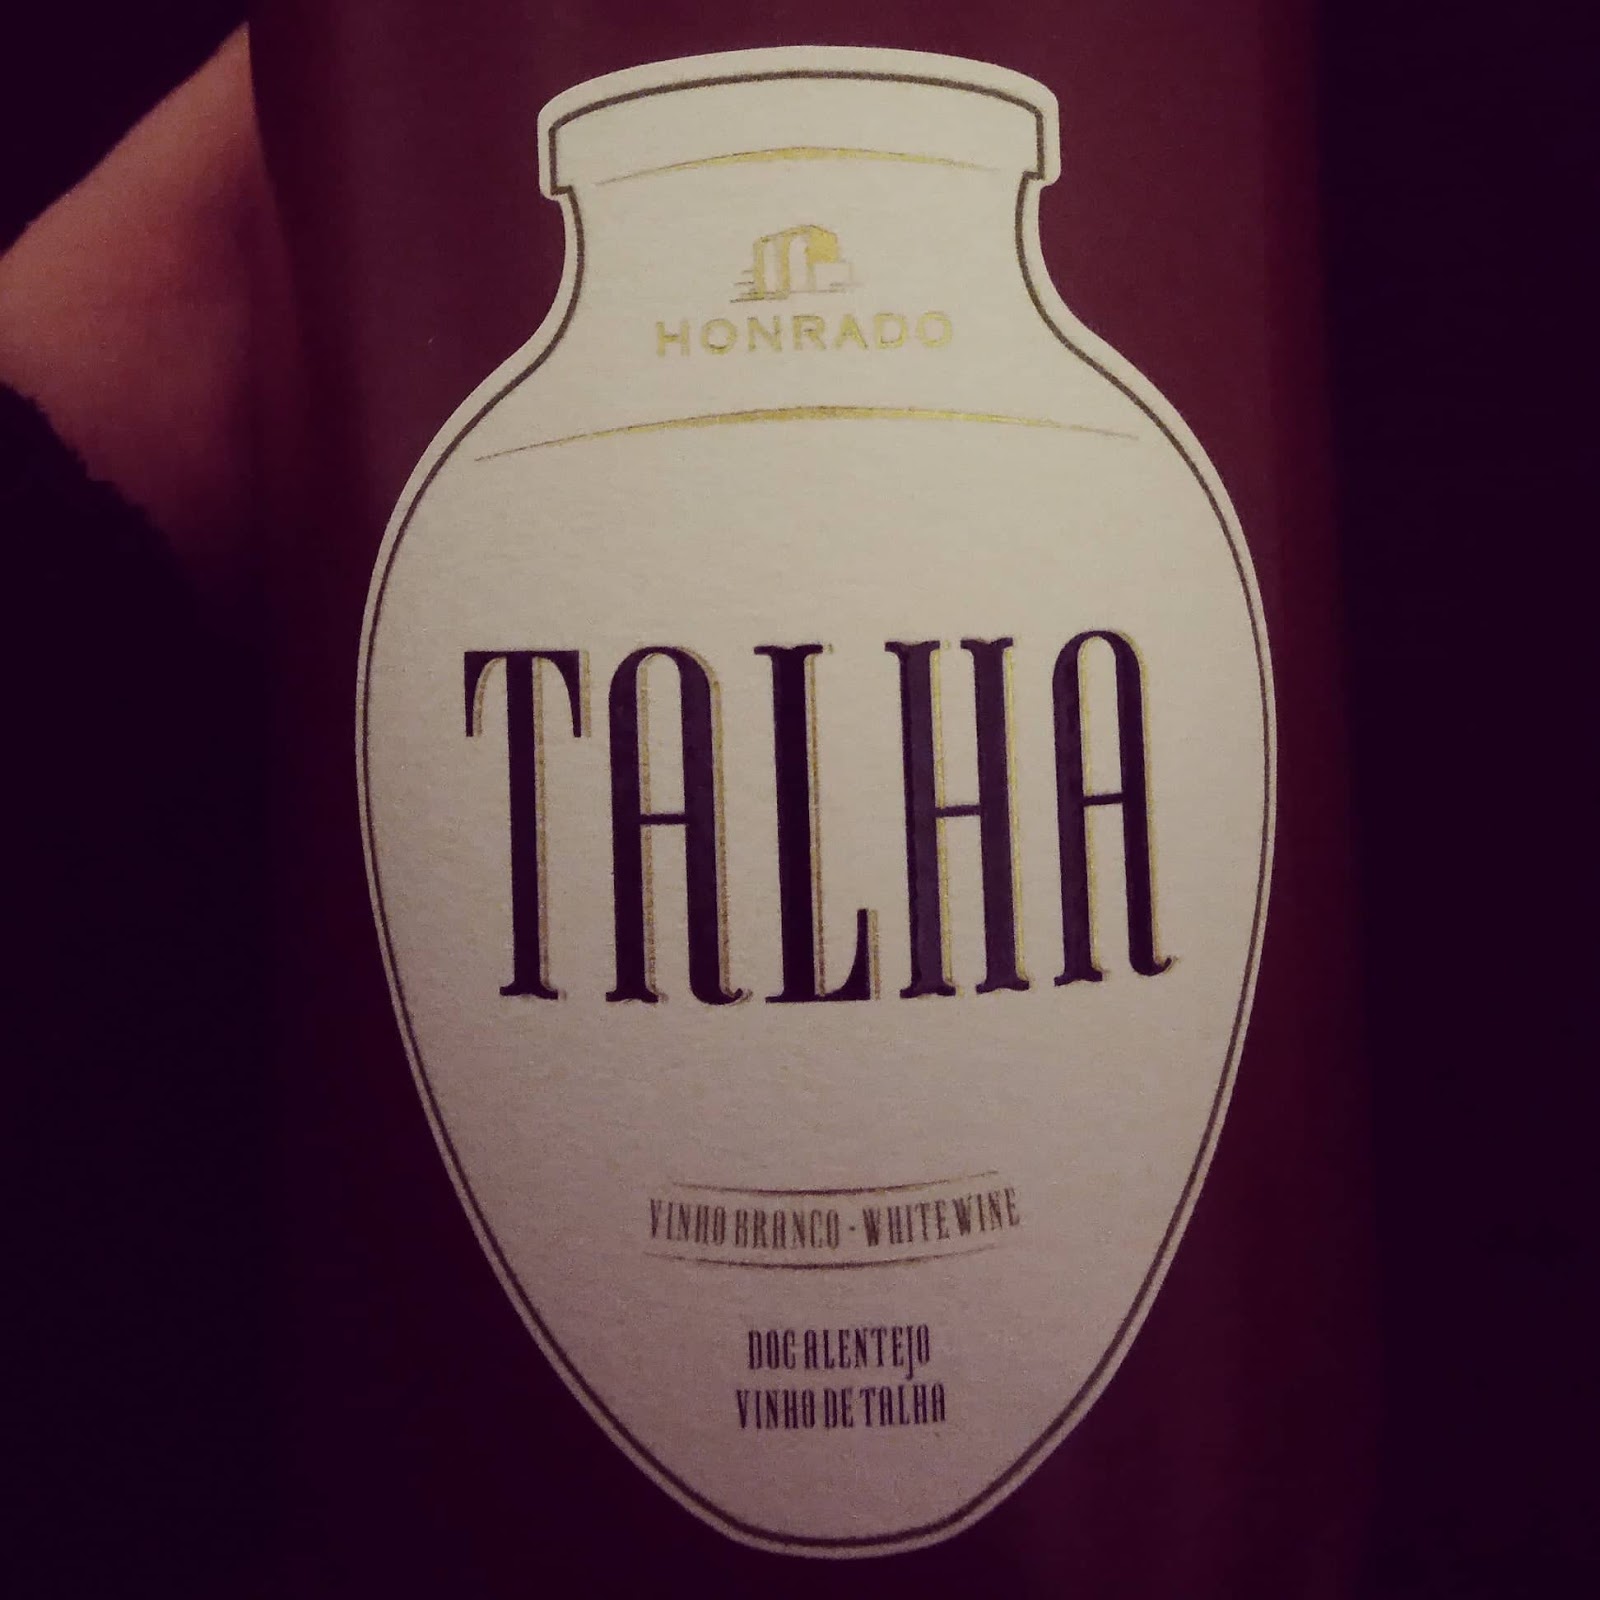 HONRADO
TALHA
VINHO BRANCO - WHITE WINE
DOC ALENTEJO
VINHO DE TALHA